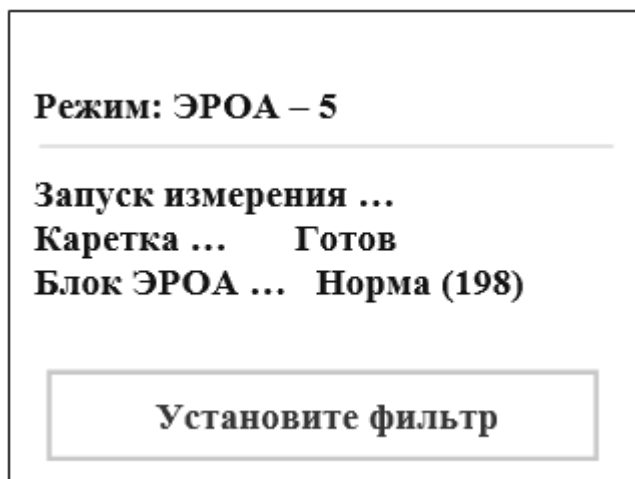 Режим: ЭРОА – 5
Запуск измерения ...
Каретка ... Готов
Блок ЭРОА ... Норма (198)
Установите фильтр